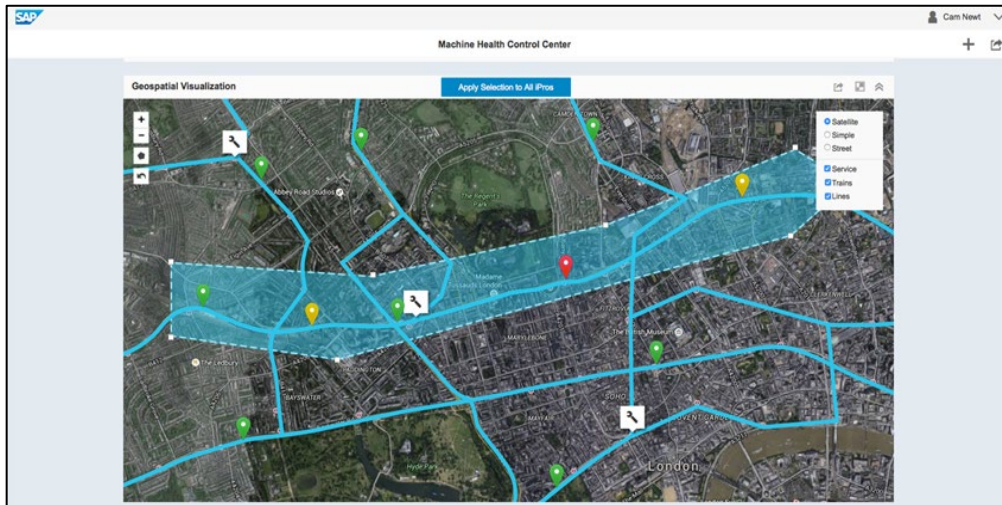 SAP
Cam Newt
Machine Health Control Center
Geospatial Visualization
Apply Selection to All iPros
CAMDEN TOWN
Satellite
Simple
Street
Service
Trains
Lines
Abbey Road Studios
The Regent's
Park
Madame
Tussauds London
FITZROVIA
CLERKENWELL
The British Museum
MARYLEBONE
The Ledbury
PADDINGTON
BAYSWATER
SOHO
MAYFAIR
COVENT GARDEN
Hyde Park
London